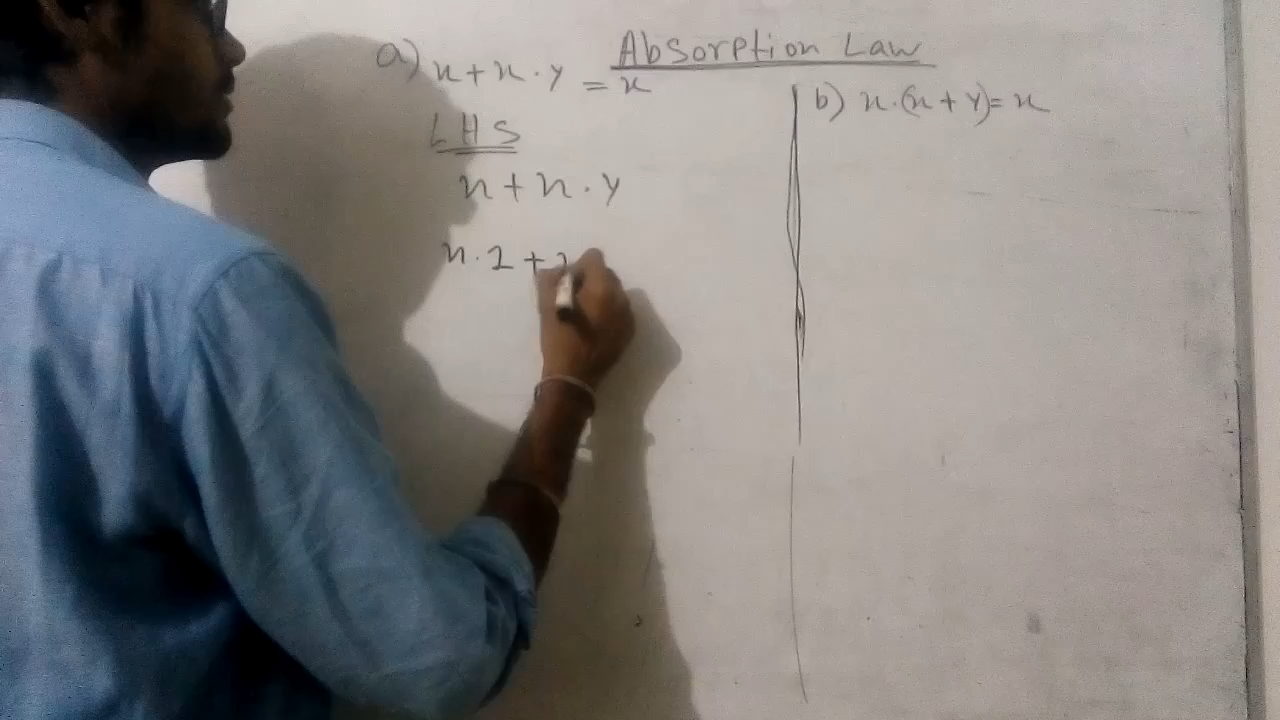 Absorption Law
a) x + x . y = x
LHS
x + x . y
x . 1 +
b) x . (x + y) = x